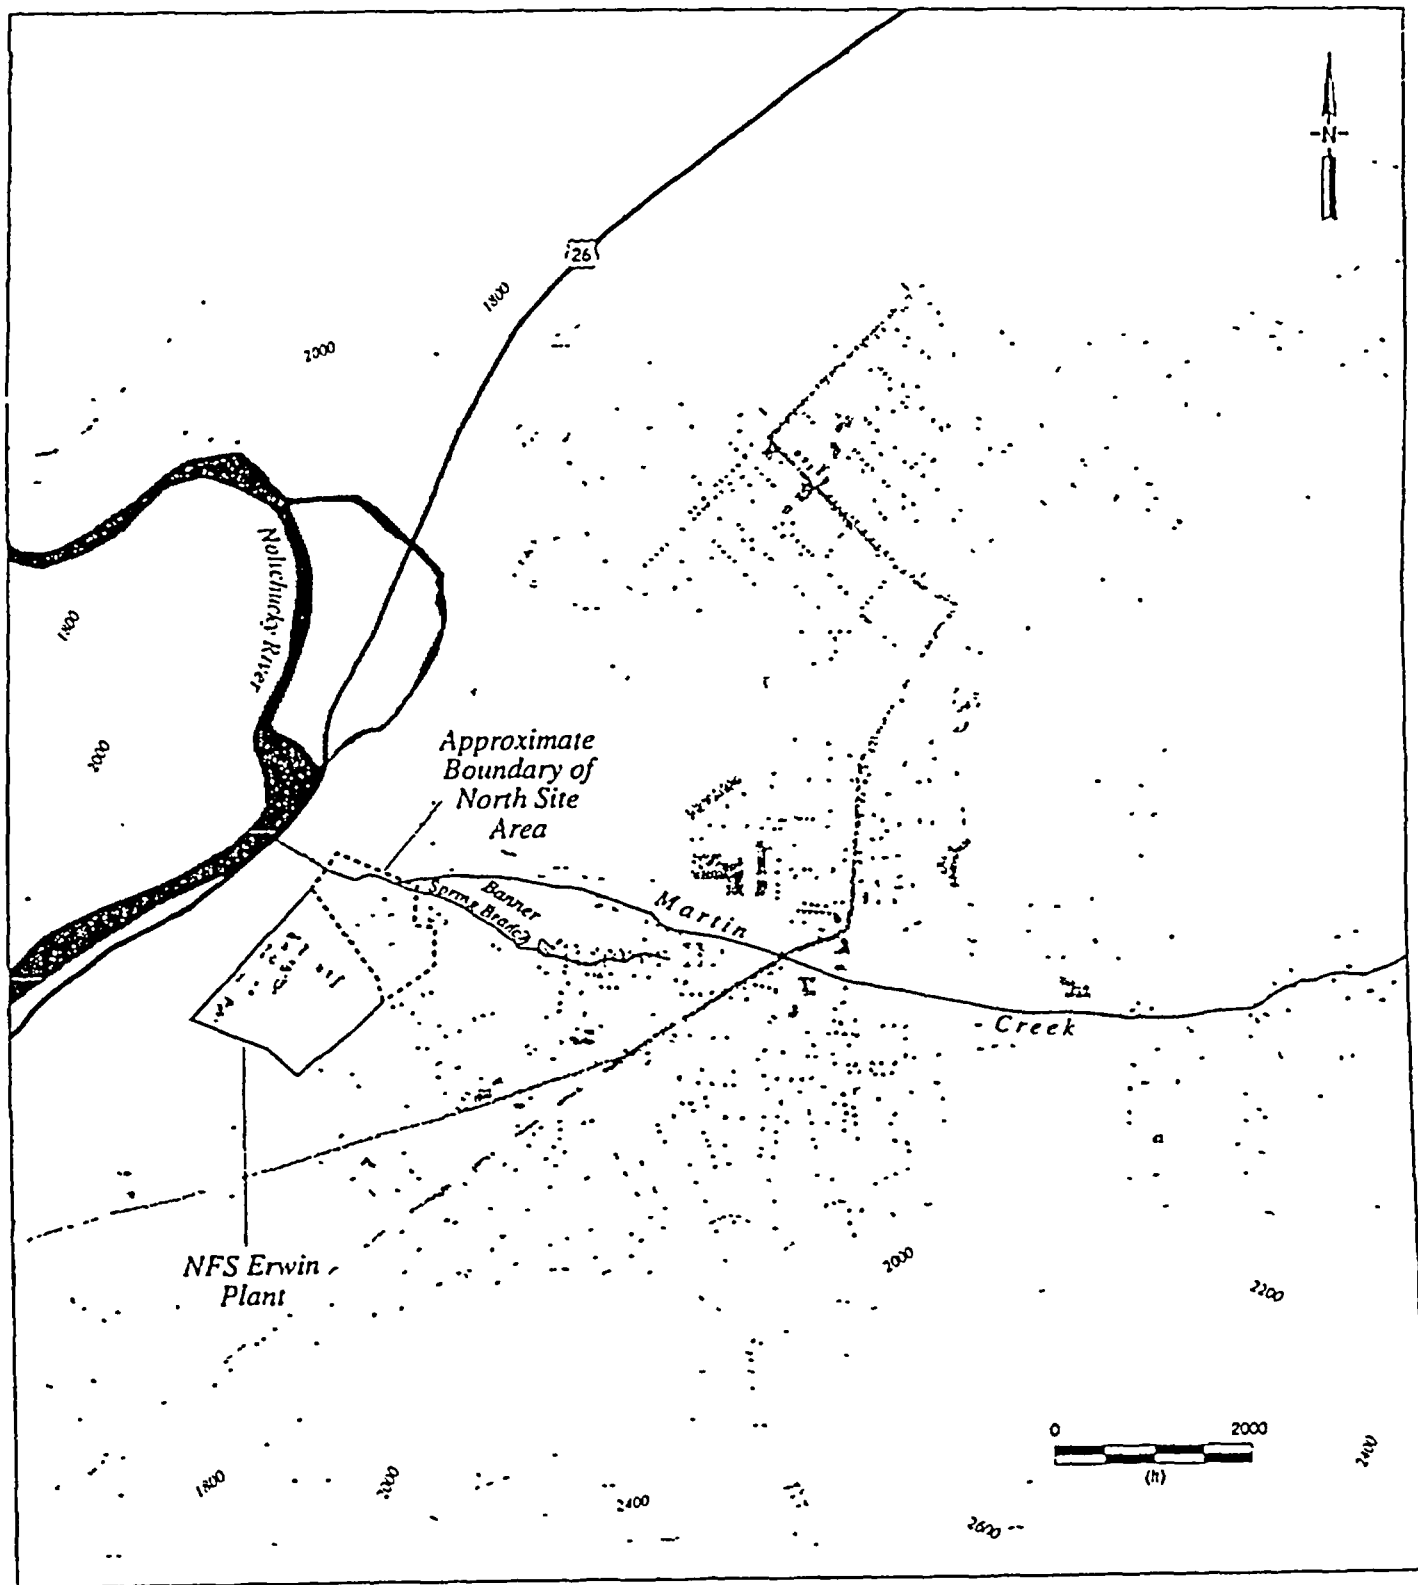 N
26
1800
2000
Nolichucky River
1800
2000
Approximate
Boundary of
North Site
Area
Banner
Spring Branch
Martin
Creek
NFS Erwin
Plant
2000
2200
0 2000
(ft)
2400
1800
2000
2400
2600